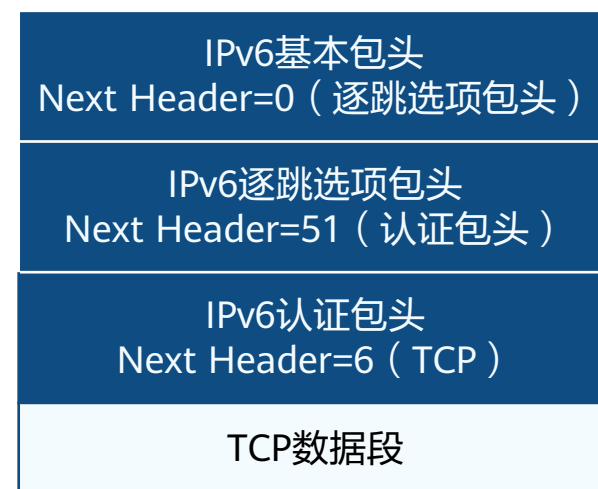 IPv6基本包头
Next Header=0（逐跳选项包头）
IPv6逐跳选项包头
Next Header=51（认证包头）
IPv6认证包头
Next Header=6（TCP）
TCP数据段